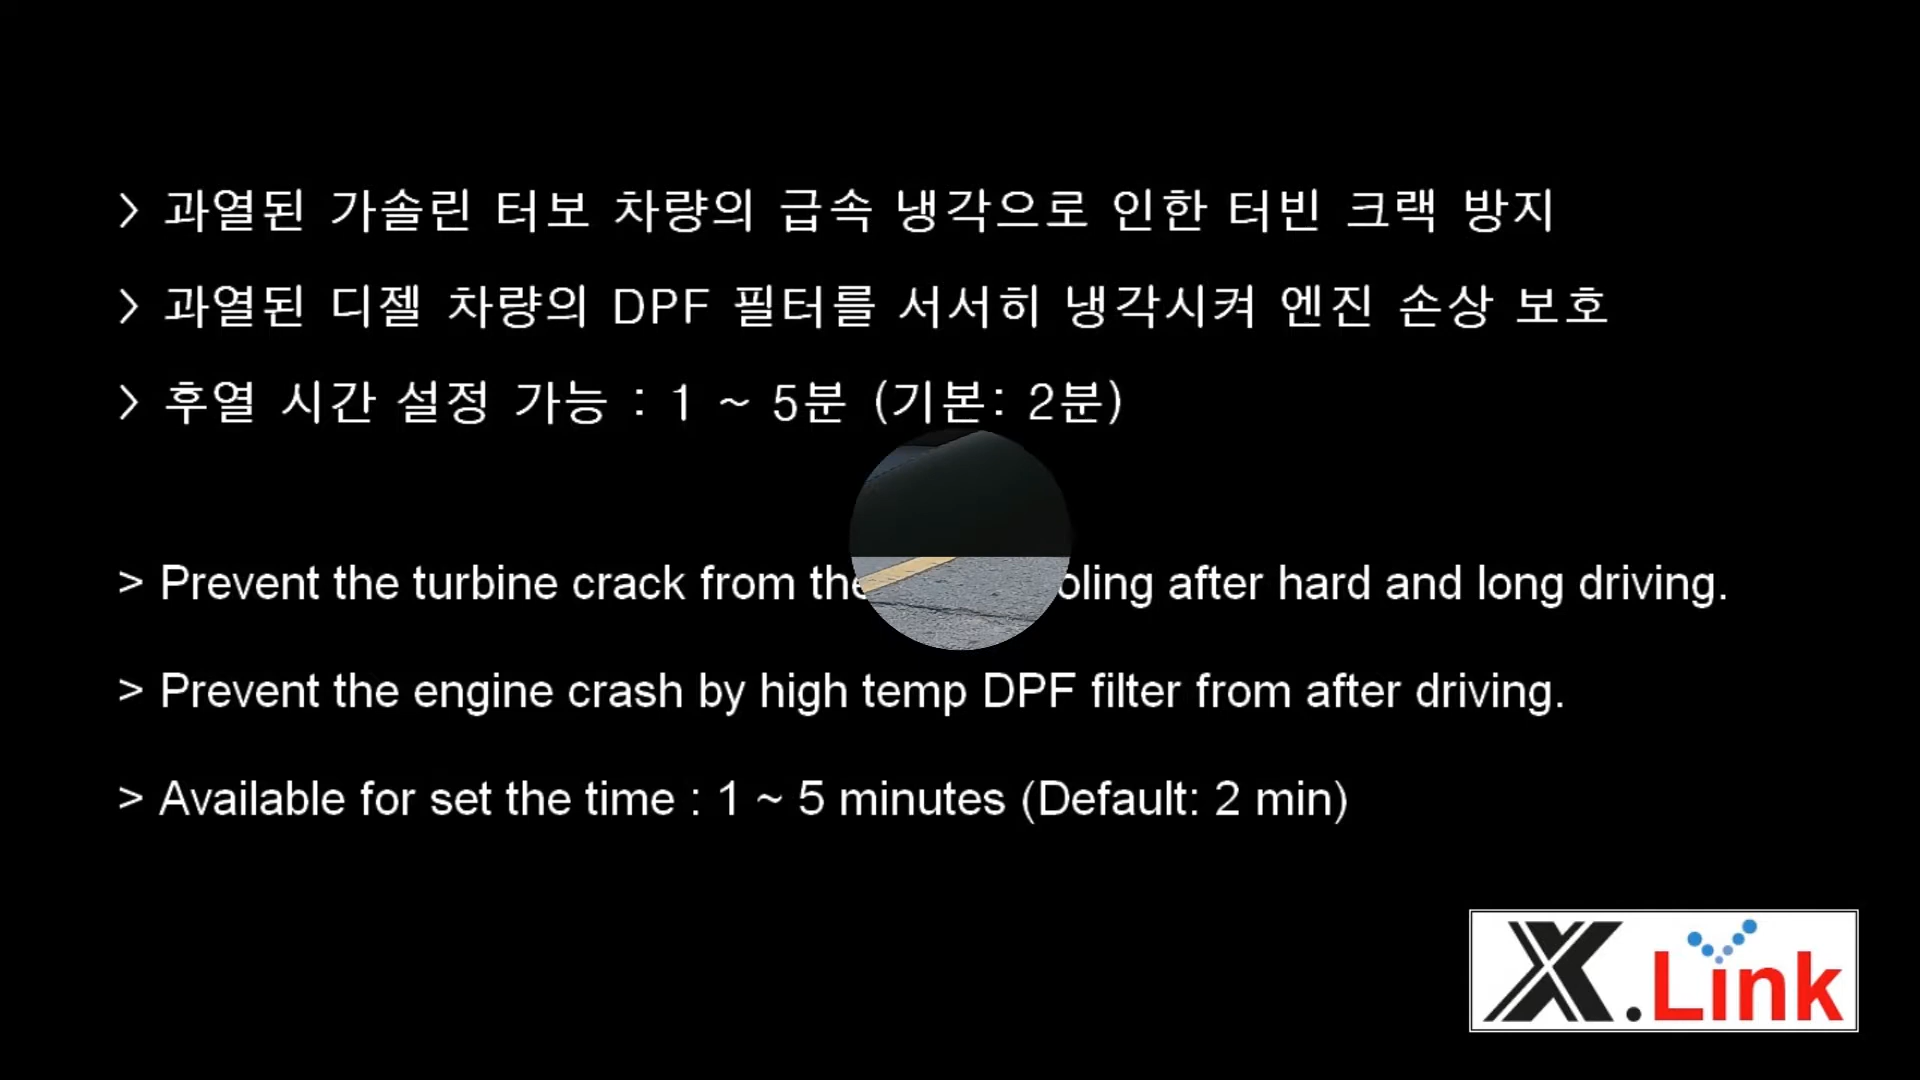 > 과열된 가솔린 터보 차량의 급속 냉각으로 인한 터빈 크랙 방지
> 과열된 디젤 차량의 DPF 필터를 서서히 냉각시켜 엔진 손상 보호
> 후열 시간 설정 가능 : 1 ~ 5분 (기본: 2분)
> Prevent the turbine crack from the after hard and long driving.
> Prevent the engine crash by high temp DPF filter from after driving.
> Available for set the time : 1 ~ 5 minutes (Default: 2 min)
X.Link